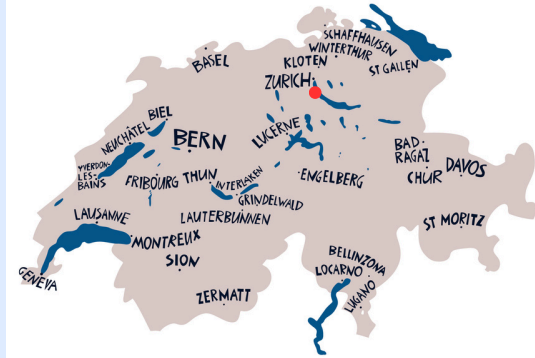 SCHAFFHAUSEN
WINTERTHUR
BASEL
KLOTEN
ST GALLEN
ZURICH
BIEL
NEUCHÂTEL
BERN
LUCERNE
YVERDON-
LES-
BAINS
FRIBOURG
THUN
INTERLAKEN
ENGELBERG
BAD
RAGAZ
CHUR
DAVOS
GRINDELWALD
LAUSANNE
LAUTERBUNNEN
ST MORITZ
MONTREUX
SION
BELLINZONA
LOCARNO
GENEVA
ZERMATT
LUGANO